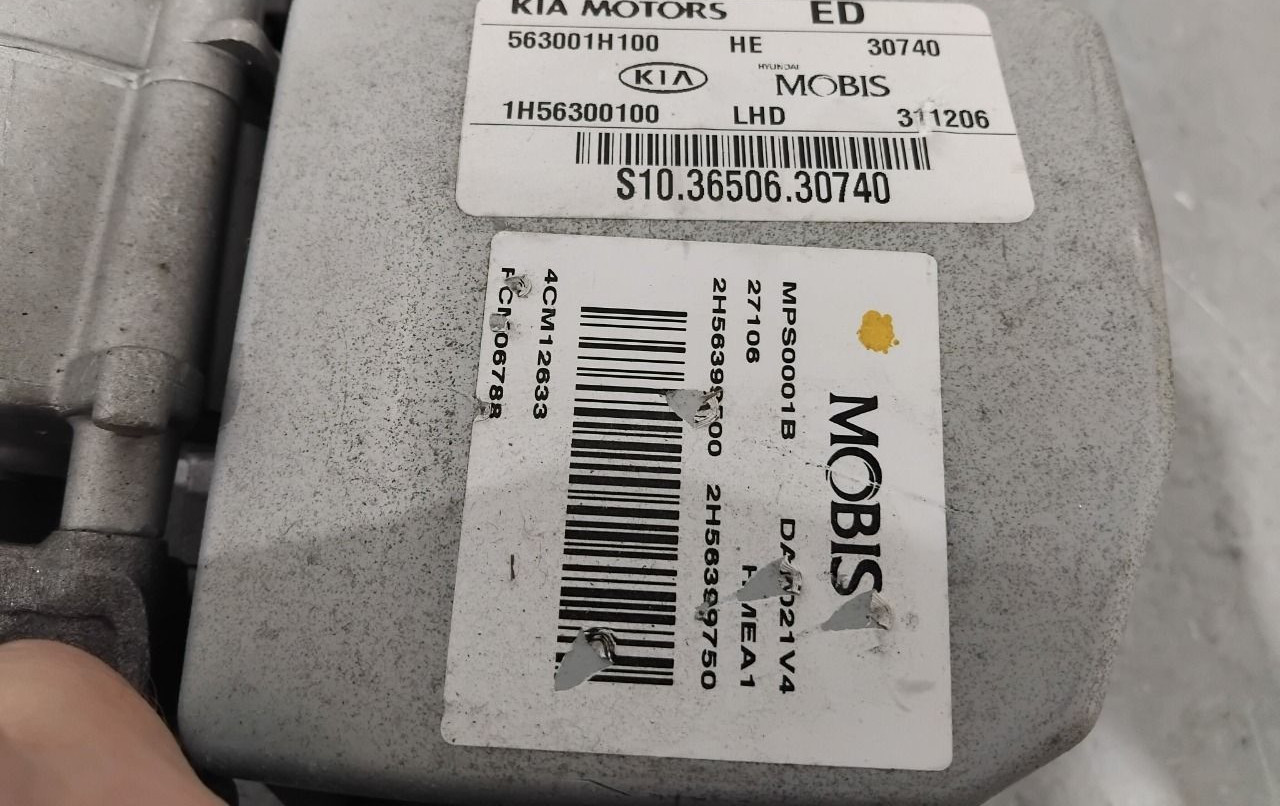 KIA MOTORS ED
563001H100 HE 30740
KIA HYUNDAI MOBIS
1H56300100 LHD 311206
S10.36506.30740
MOBIS
MPS0001B
27106
2H56399750
4CM12633